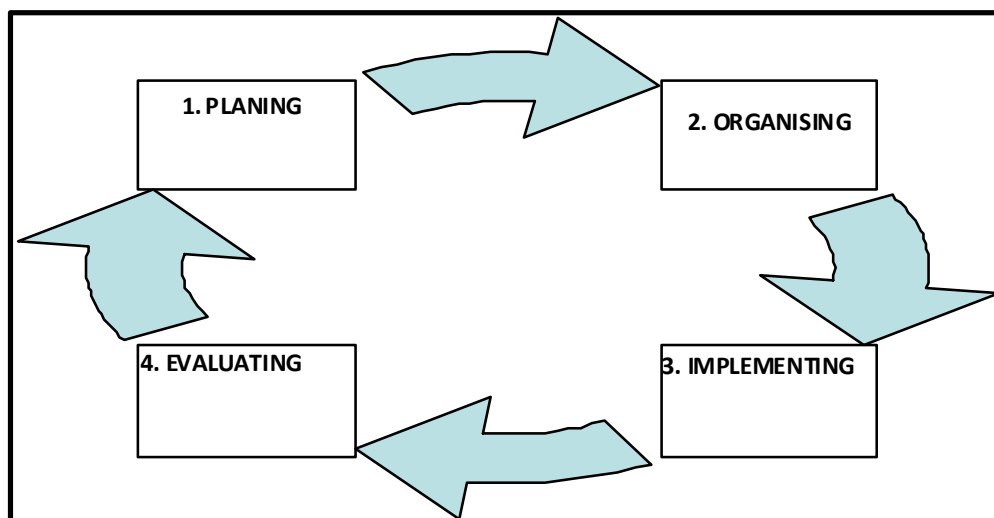 1. PLANING
2. ORGANISING
3. IMPLEMENTING
4. EVALUATING